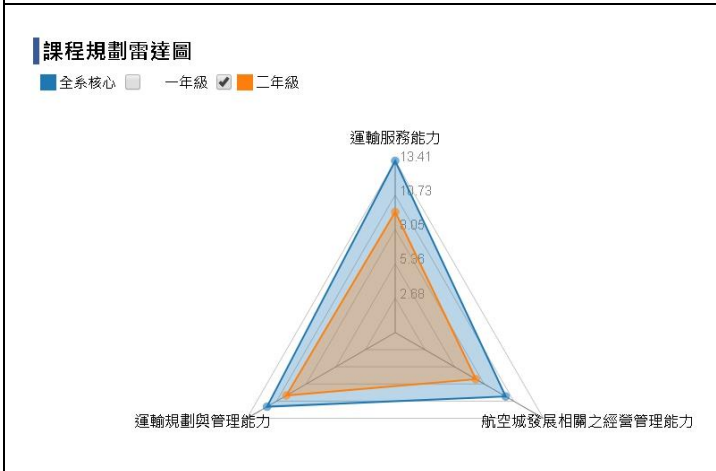 課程規劃雷達圖
全系核心 一年級 二年級
運輸服務能力
13.41
10.73
8.05
5.36
2.68
運輸規劃與管理能力 航空城發展相關之經營管理能力